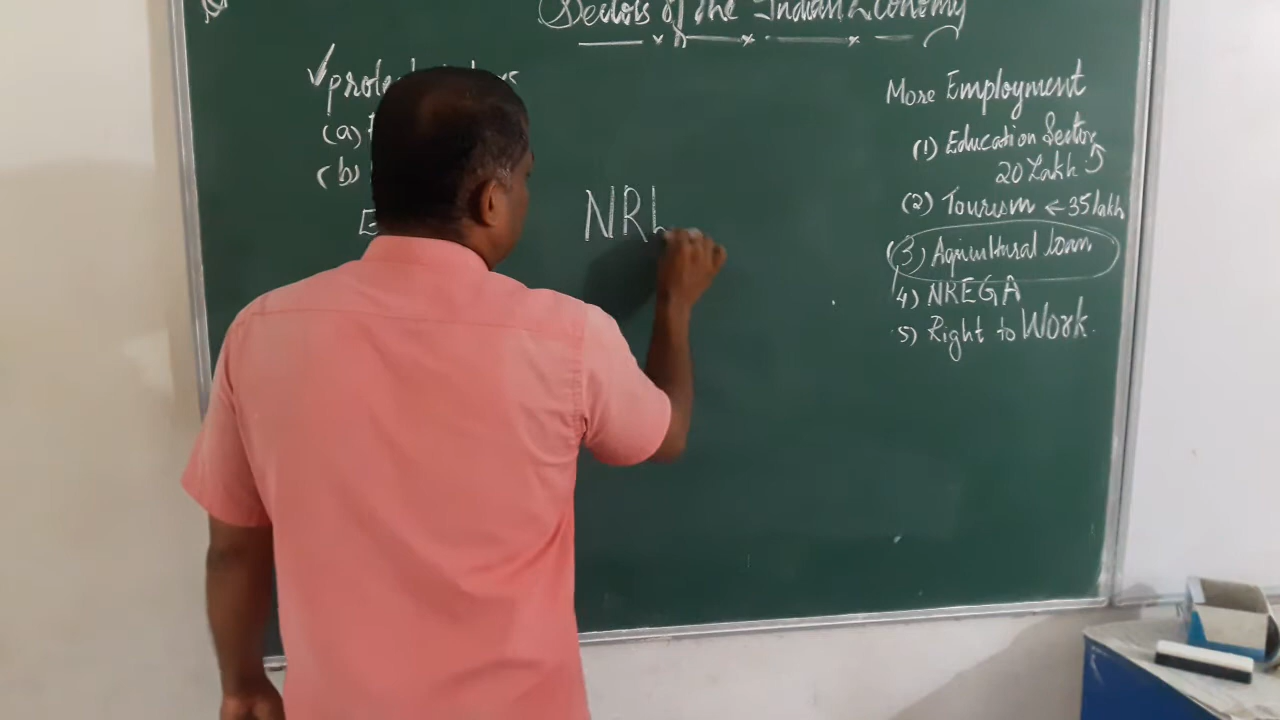 Sectors of the Indian Economy
(a)
(b)
E
NR
More Employment
(1) Education Sector
20 Lakh
(2) Tourism ← 35 lakh
(3) Agricultural loan
4) NREGA
5) Right to Work.